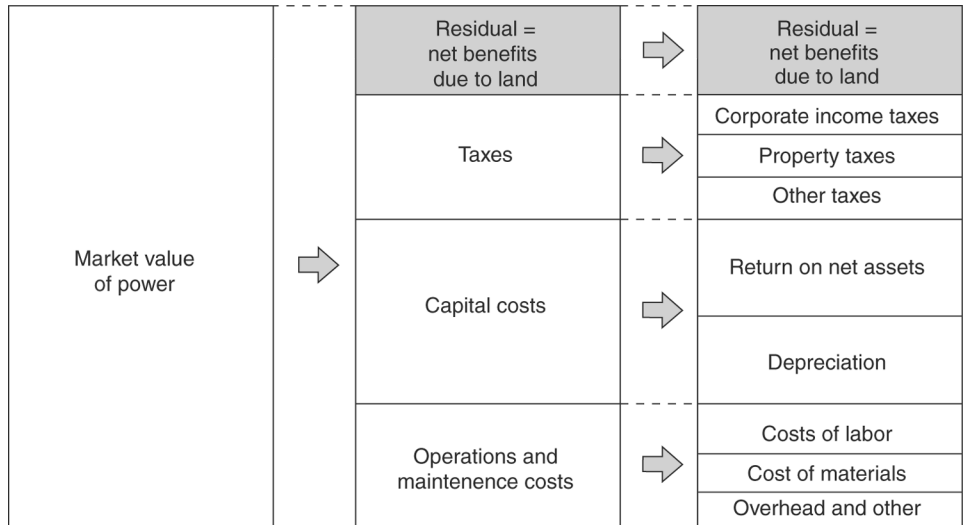 Market value
of power
Residual =
net benefits
due to land
Taxes
Capital costs
Operations and
maintenence costs
Residual =
net benefits
due to land
Corporate income taxes
Property taxes
Other taxes
Return on net assets
Depreciation
Costs of labor
Cost of materials
Overhead and other